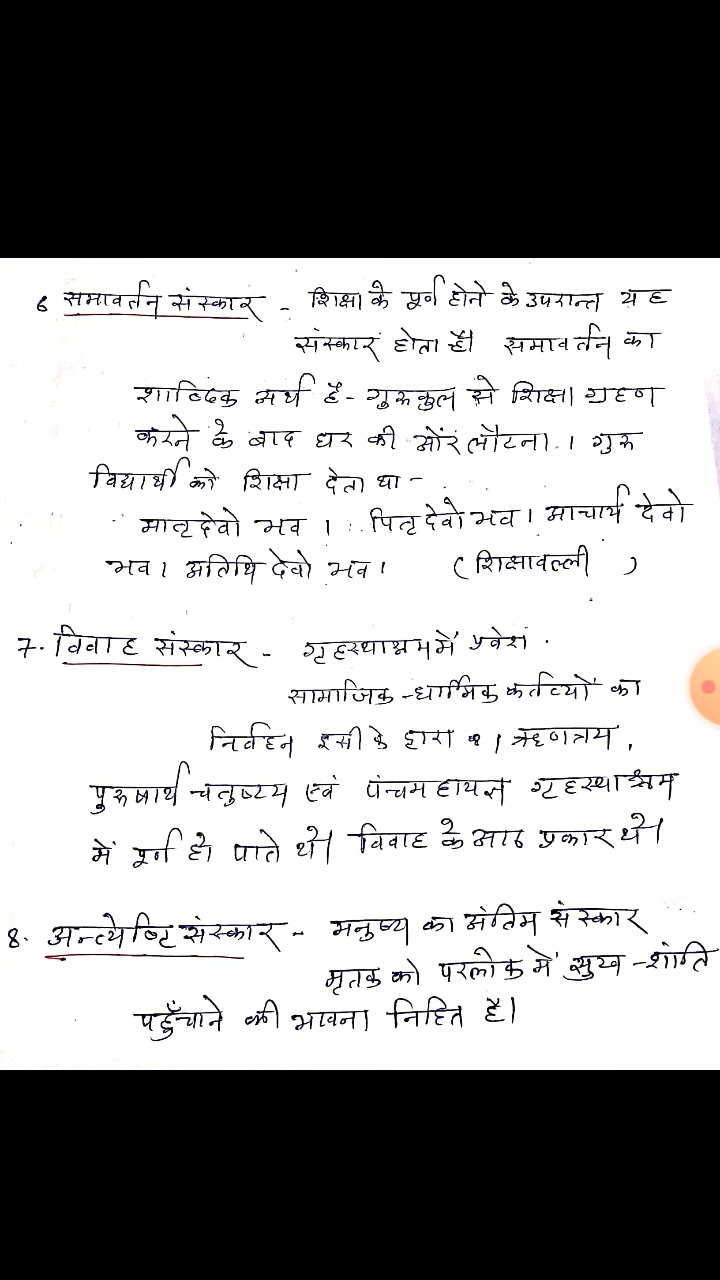 6 समावर्तन संस्कार - शिक्षा के पूर्ण होने के उपरान्त यह
संस्कार होता है। समावर्तन का
शाब्दिक अर्थ है - गुरुकुल से शिक्षा ग्रहण
करने के बाद घर की ओर लौटना। गुरु
विद्यार्थी को शिक्षा देता था -
मातृदेवो भव। पितृदेवो भव। आचार्य देवो
भव। अतिथि देवो भव। (शिक्षावल्ली)
7. विवाह संस्कार - गृहस्थाश्रम में प्रवेश.
सामाजिक - धार्मिक कर्तव्यों का
निर्वहन इसी के द्वारा । ऋणत्रय,
पुरुषार्थ चतुष्टय एवं पंचमहायज्ञ गृहस्थाश्रम
में पूर्ण हो पाते थे। विवाह के आठ प्रकार थे।
8. अन्त्येष्टि संस्कार - मनुष्य का अंतिम संस्कार
मृतक को परलोक में सुख - शांति
पहुँचाने की भावना निहित है।